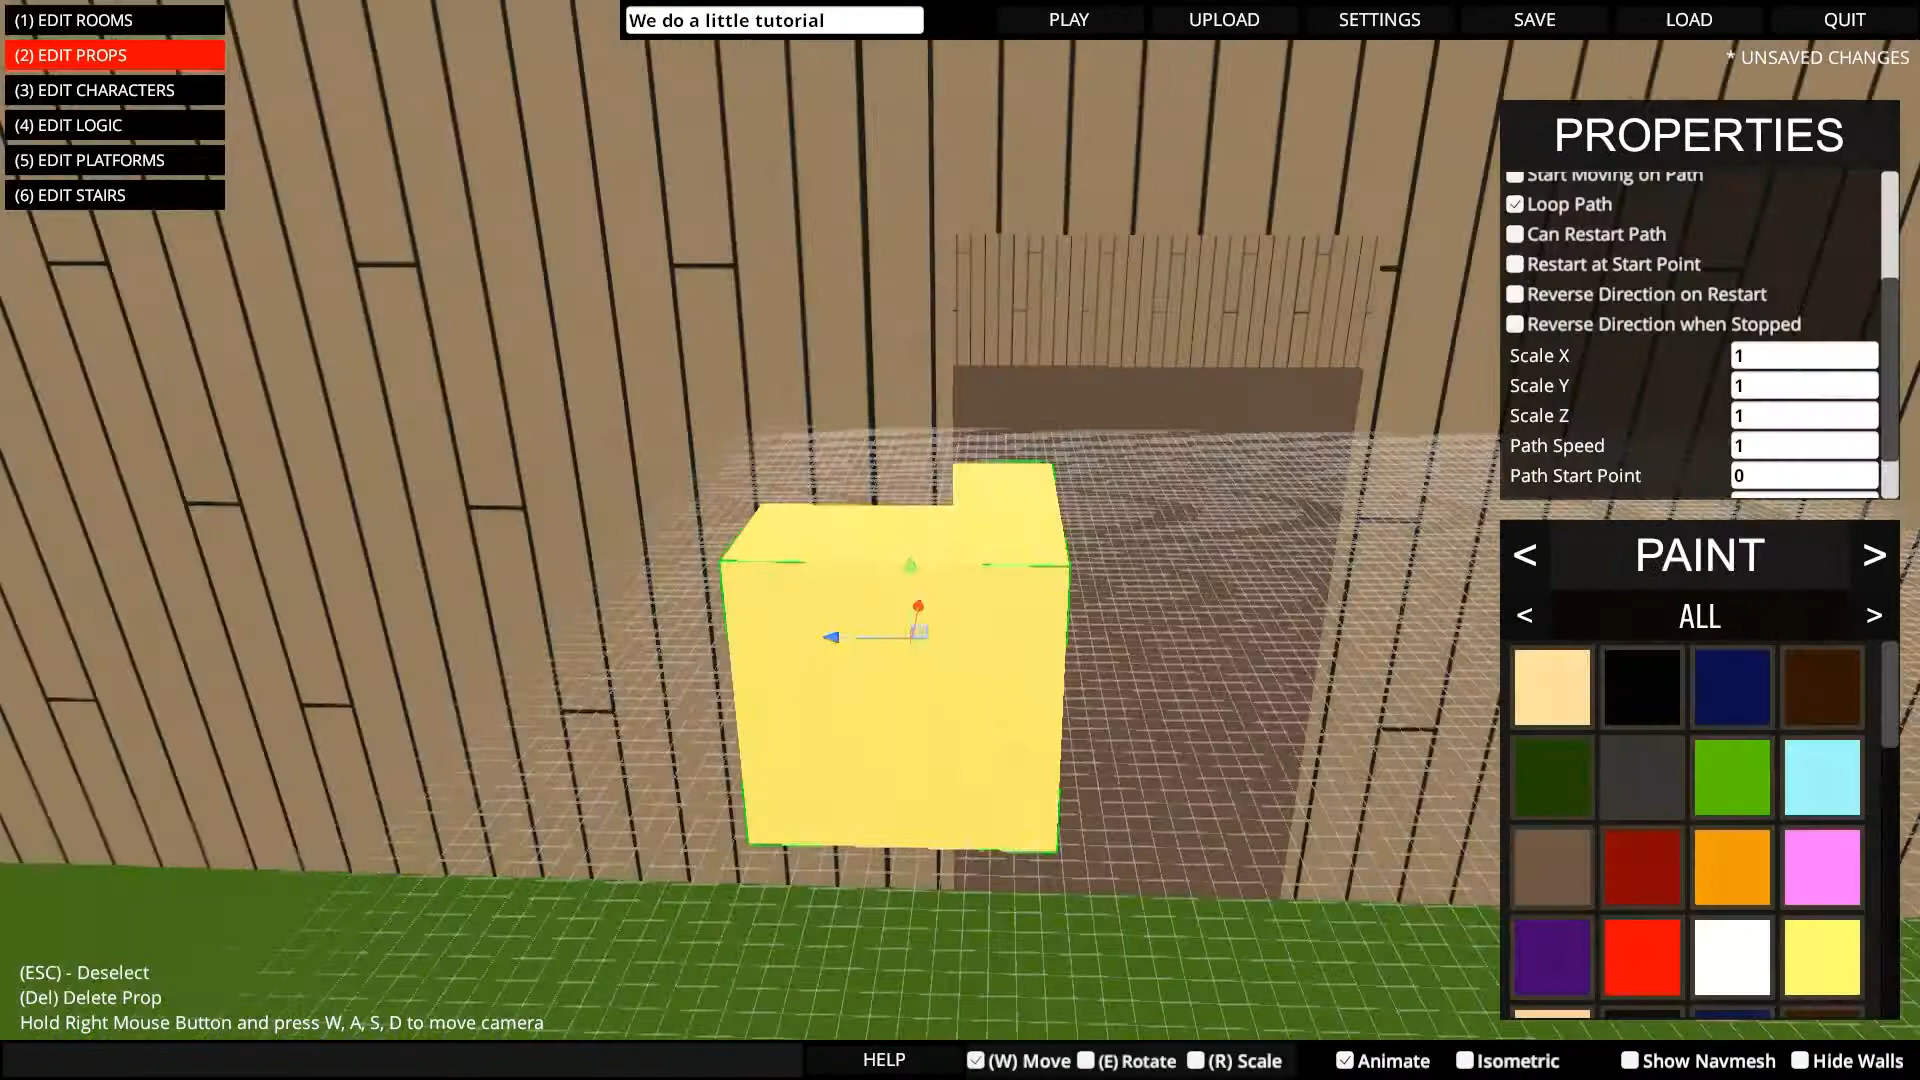 (1) EDIT ROOMS
(2) EDIT PROPS
(3) EDIT CHARACTERS
(4) EDIT LOGIC
(5) EDIT PLATFORMS
(6) EDIT STAIRS
We do a little tutorial
PLAY
UPLOAD
SETTINGS
SAVE
LOAD
QUIT
* UNSAVED CHANGES
PROPERTIES
Start Moving on Path
Loop Path
Can Restart Path
Restart at Start Point
Reverse Direction on Restart
Reverse Direction when Stopped
Scale X 1
Scale Y 1
Scale Z 1
Path Speed 1
Path Start Point 0
< PAINT >
< ALL >
(ESC) - Deselect
(Del) Delete Prop
Hold Right Mouse Button and press W, A, S, D to move camera
HELP
(W) Move
(E) Rotate
(R) Scale
Animate
Isometric
Show Navmesh
Hide Walls